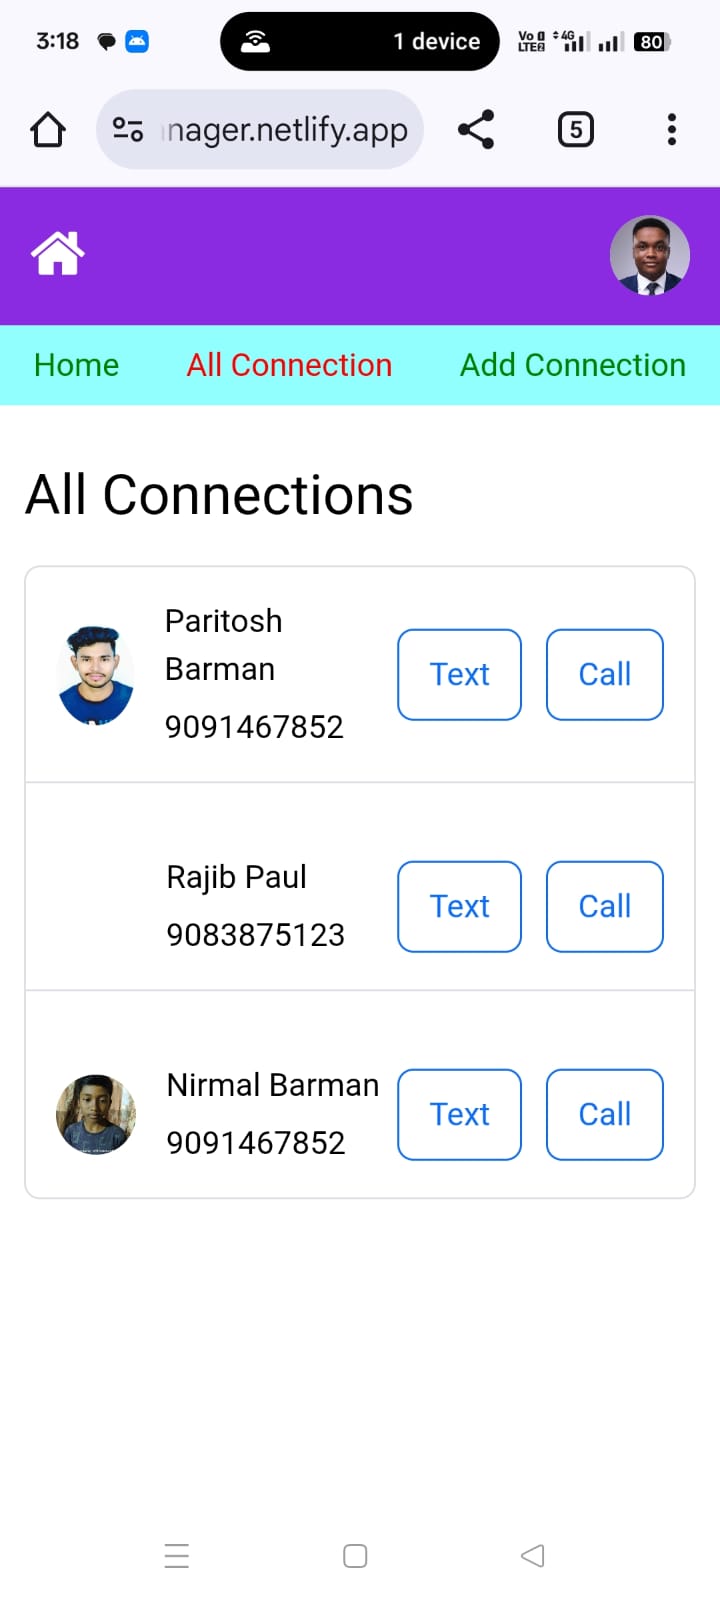 3:18
1 device
Vo
LTE2
4G
80
nager.netlify.app
5
Home All Connection Add Connection
All Connections
Paritosh
Barman
9091467852
Text Call
Rajib Paul
9083875123
Text Call
Nirmal Barman
9091467852
Text Call